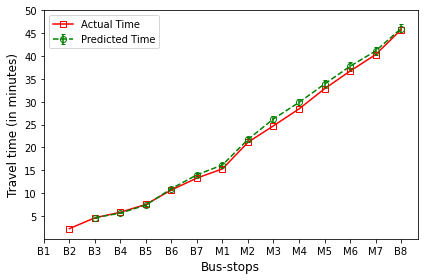 Actual Time
Predicted Time
Travel time (in minutes)
50
45
40
35
30
25
20
15
10
5
B1 B2 B3 B4 B5 B6 B7 M1 M2 M3 M4 M5 M6 M7 B8
Bus-stops